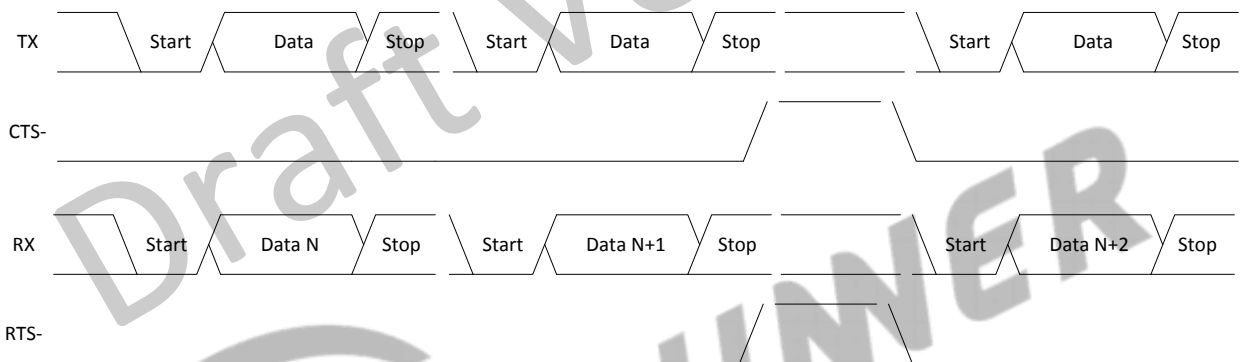 TX Start Data Stop Start Data Stop Start Data Stop
CTS-
RX Start Data N Stop Start Data N+1 Stop Start Data N+2 Stop
RTS-
Draft